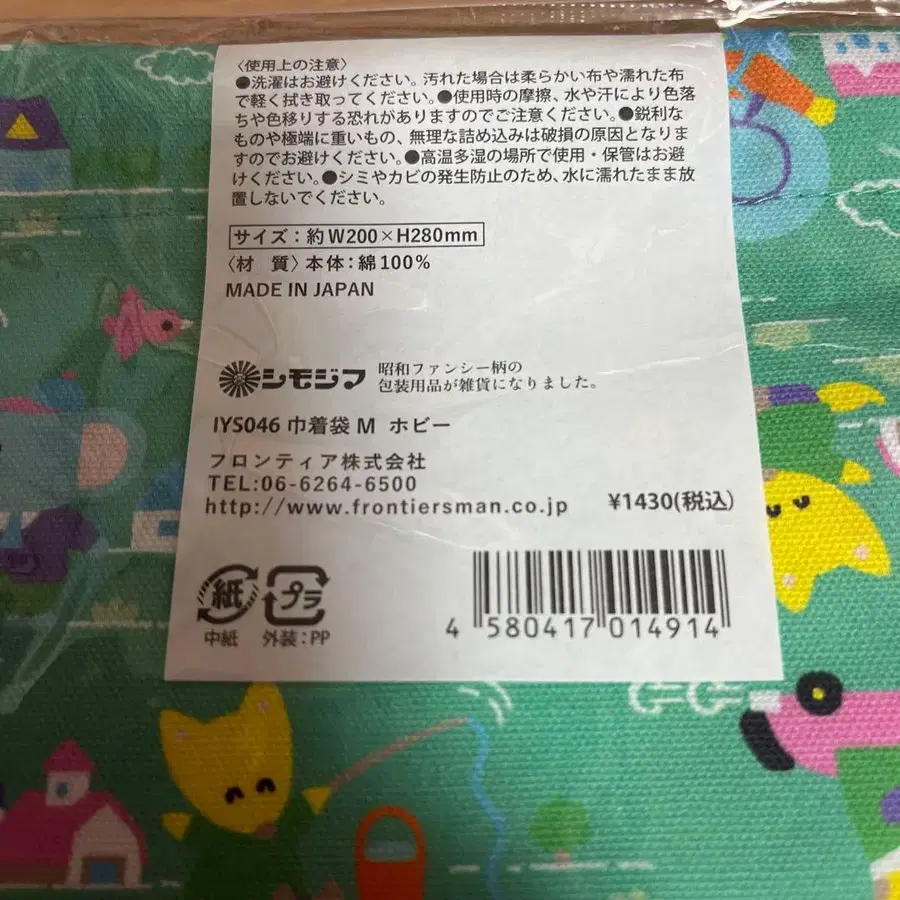 〈使用上の注意〉
●洗濯はお避けください。汚れた場合は柔らかい布や濡れた布
で軽く拭き取ってください。●使用時の摩擦、水や汗により色落
ちや色移りする恐れがありますのでご注意ください。●鋭利な
ものや極端に重いもの、無理な詰め込みは破損の原因となりま
すのでお避けください。●高温多湿の場所で使用・保管はお避
けください。●シミやカビの発生防止のため、水に濡れたまま放
置しないでください。
サイズ：約W200×H280mm
〈材 質〉本体：綿100%
MADE IN JAPAN
シモジマ 昭和ファンシー柄の
包装用品が雑貨になりました。
IYS046 巾着袋 M ホビー
フロンティア株式会社
TEL:06-6264-6500
http://www.frontiersman.co.jp ¥1430(税込)
紙 プラ
中紙 外装：PP
4 580417 014914